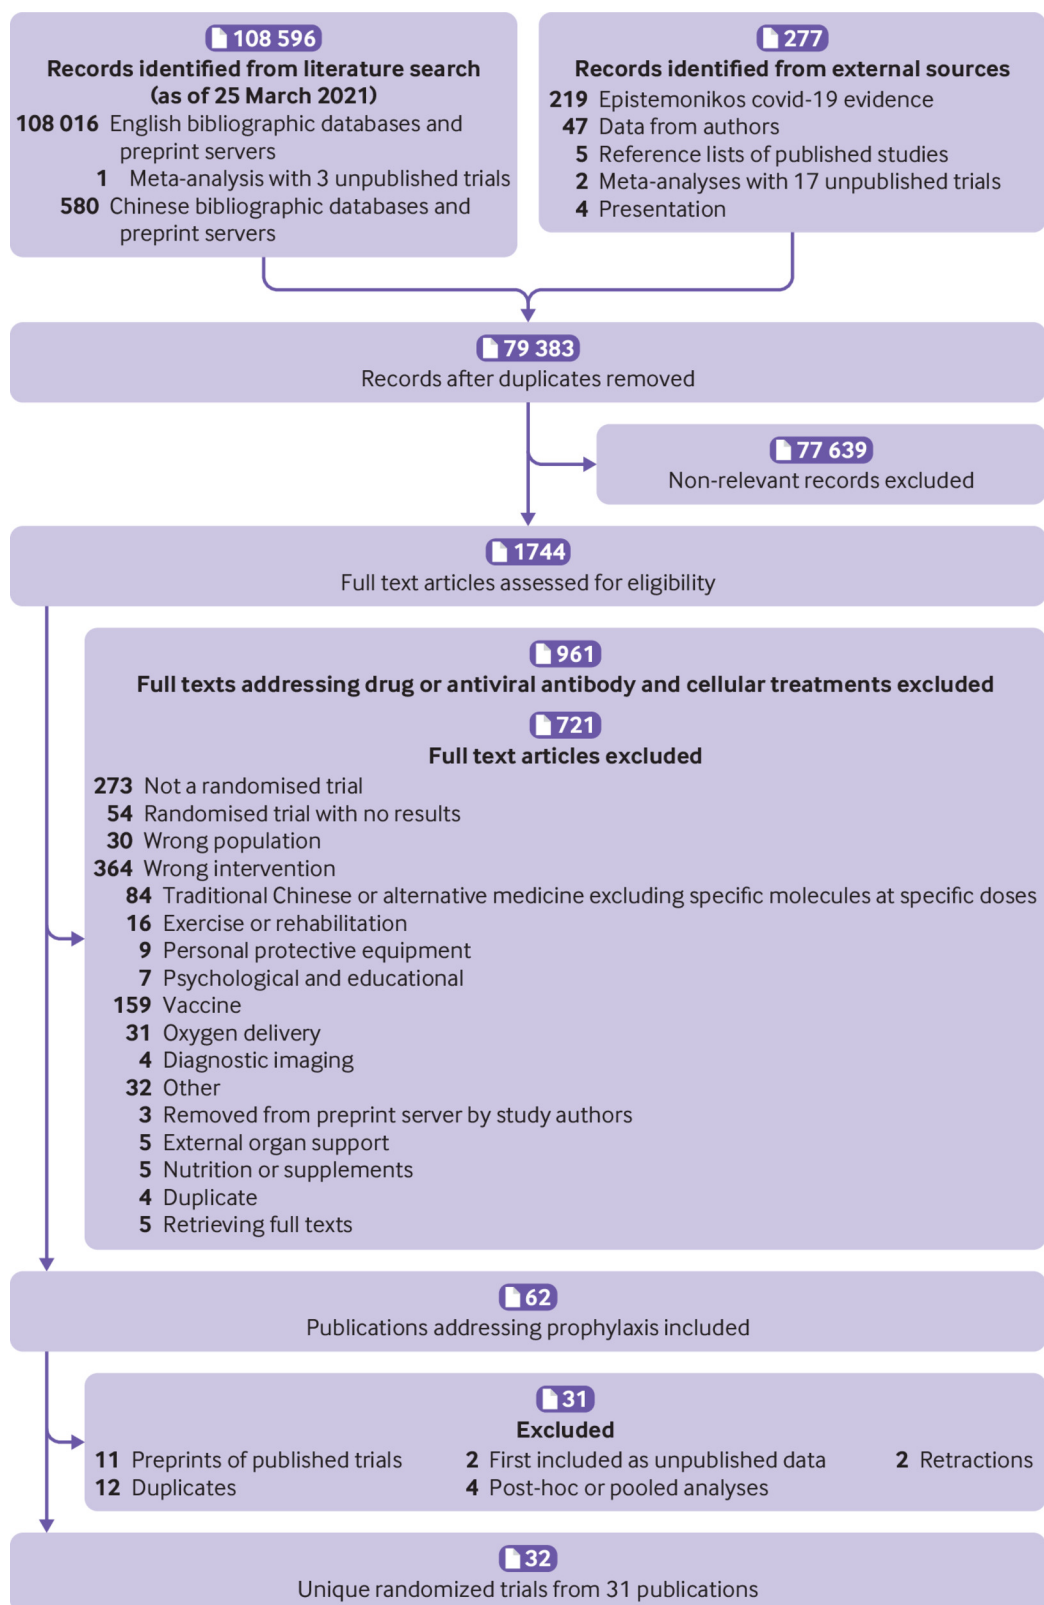 108 596
Records identified from literature search
(as of 25 March 2021)
108 016 English bibliographic databases and
preprint servers
1 Meta-analysis with 3 unpublished trials
580 Chinese bibliographic databases and
preprint servers
277
Records identified from external sources
219 Epistemonikos covid-19 evidence
47 Data from authors
5 Reference lists of published studies
2 Meta-analyses with 17 unpublished trials
4 Presentation
79 383
Records after duplicates removed
77 639
Non-relevant records excluded
1744
Full text articles assessed for eligibility
961
Full texts addressing drug or antiviral antibody and cellular treatments excluded
721
Full text articles excluded
273 Not a randomised trial
54 Randomised trial with no results
30 Wrong population
364 Wrong intervention
84 Traditional Chinese or alternative medicine excluding specific molecules at specific doses
16 Exercise or rehabilitation
9 Personal protective equipment
7 Psychological and educational
159 Vaccine
31 Oxygen delivery
4 Diagnostic imaging
32 Other
3 Removed from preprint server by study authors
5 External organ support
5 Nutrition or supplements
4 Duplicate
5 Retrieving full texts
62
Publications addressing prophylaxis included
31
Excluded
11 Preprints of published trials
2 First included as unpublished data
2 Retractions
12 Duplicates
4 Post-hoc or pooled analyses
32
Unique randomized trials from 31 publications